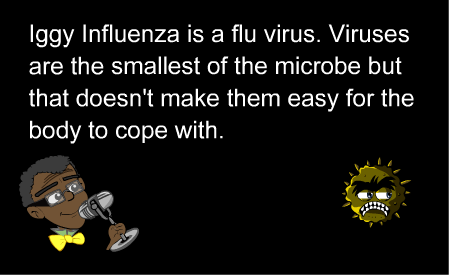 Iggy Influenza is a flu virus. Viruses
are the smallest of the microbe but
that doesn't make them easy for the
body to cope with.